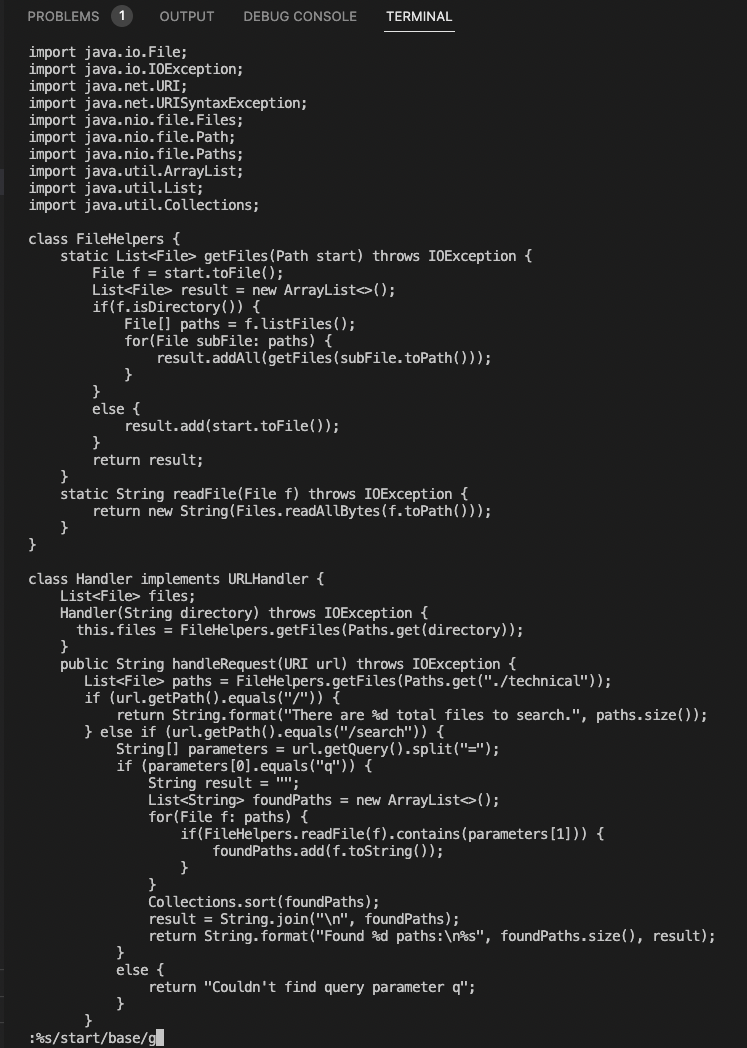 PROBLEMS 1 OUTPUT DEBUG CONSOLE TERMINAL
import java.io.File;
import java.io.IOException;
import java.net.URI;
import java.net.URISyntaxException;
import java.nio.file.Files;
import java.nio.file.Path;
import java.nio.file.Paths;
import java.util.ArrayList;
import java.util.List;
import java.util.Collections;

class FileHelpers {
    static List<File> getFiles(Path start) throws IOException {
        File f = start.toFile();
        List<File> result = new ArrayList<>();
        if(f.isDirectory()) {
            File[] paths = f.listFiles();
            for(File subFile: paths) {
                result.addAll(getFiles(subFile.toPath()));
            }
        }
        else {
            result.add(start.toFile());
        }
        return result;
    }
    static String readFile(File f) throws IOException {
        return new String(Files.readAllBytes(f.toPath()));
    }
}

class Handler implements URLHandler {
    List<File> files;
    Handler(String directory) throws IOException {
      this.files = FileHelpers.getFiles(Paths.get(directory));
    }
    public String handleRequest(URI url) throws IOException {
       List<File> paths = FileHelpers.getFiles(Paths.get("./technical"));
       if (url.getPath().equals("/")) {
           return String.format("There are %d total files to search.", paths.size());
       } else if (url.getPath().equals("/search")) {
           String[] parameters = url.getQuery().split("=");
           if (parameters[0].equals("q")) {
               String result = "";
               List<String> foundPaths = new ArrayList<>();
               for(File f: paths) {
                   if(FileHelpers.readFile(f).contains(parameters[1])) {
                       foundPaths.add(f.toString());
                   }
               }
               Collections.sort(foundPaths);
               result = String.join("\n", foundPaths);
               return String.format("Found %d paths:\n%s", foundPaths.size(), result);
           }
           else {
               return "Couldn't find query parameter q";
           }
       }
:%s/start/base/g